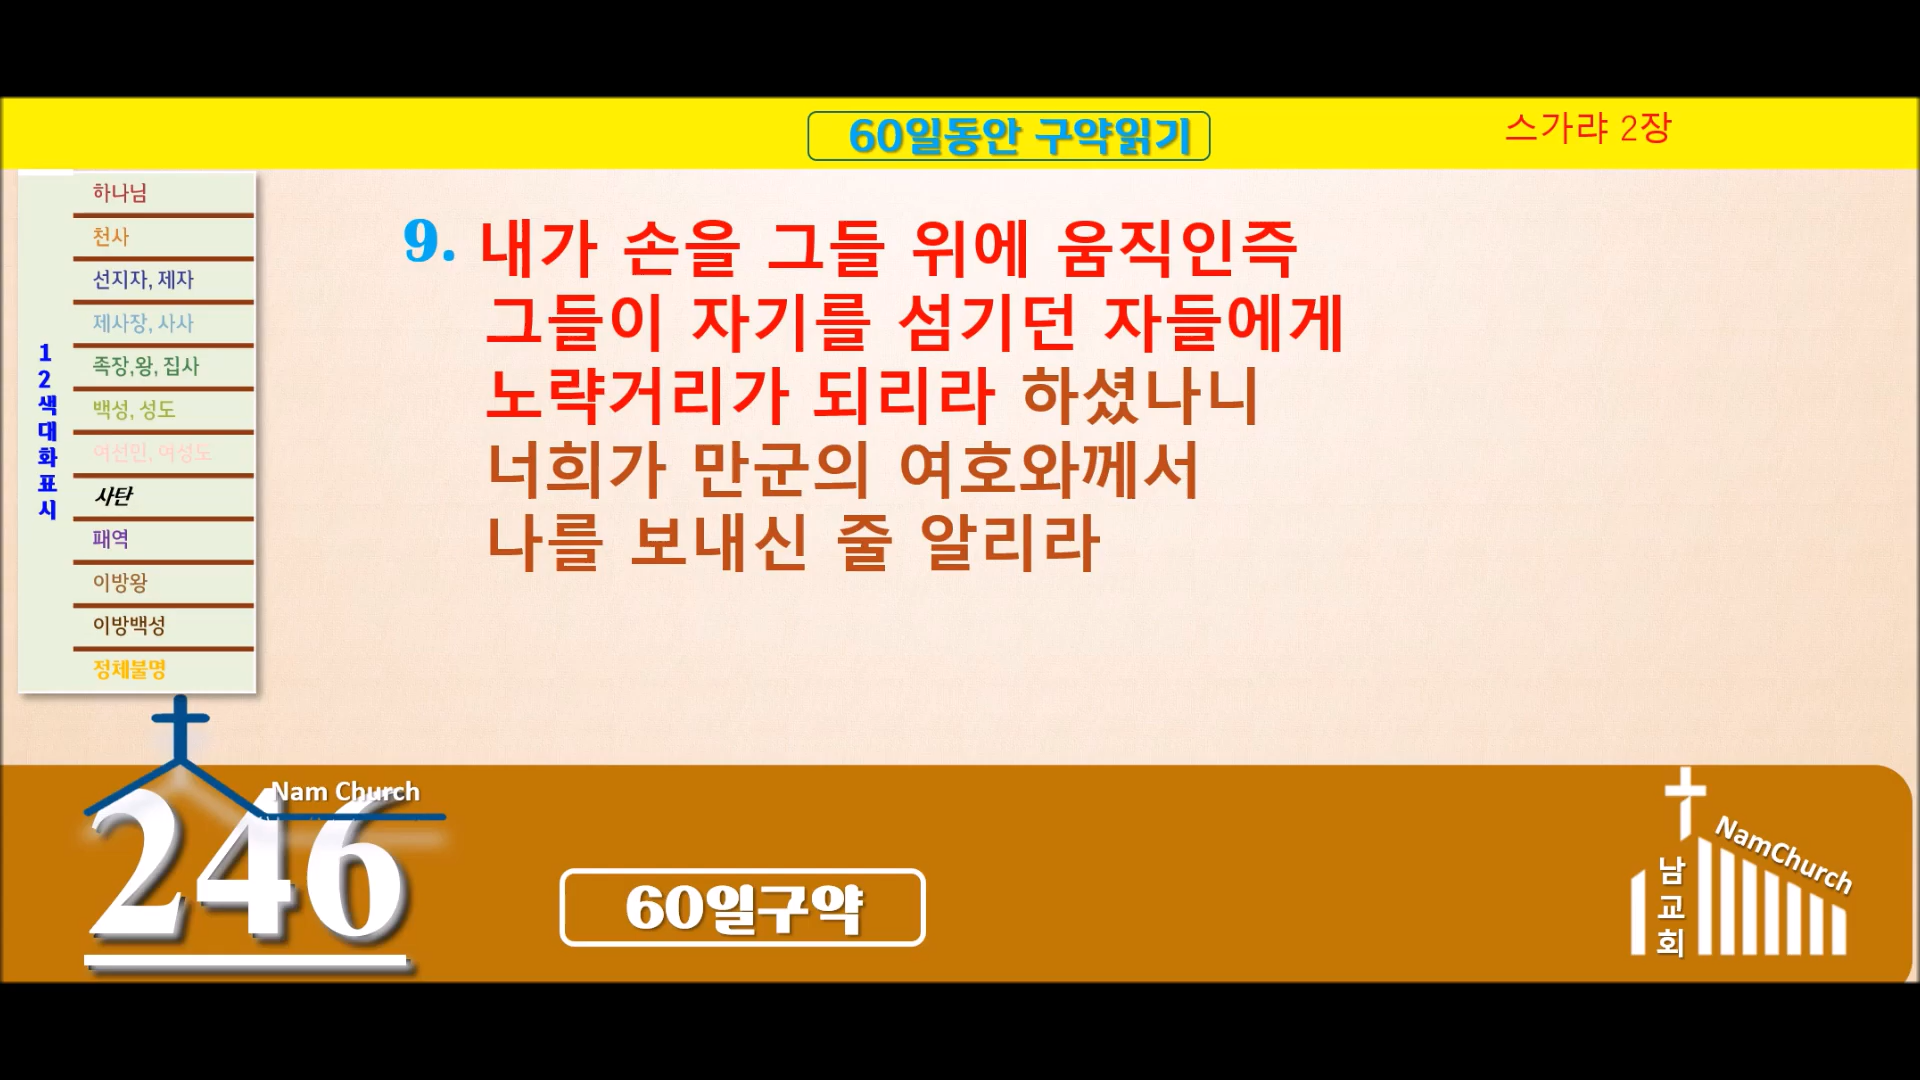 60일동안 구약읽기
스가랴 2장
12색대화표시
하나님
천사
선지자, 제자
제사장, 사사
족장,왕, 집사
백성, 성도
여선민, 여성도
사탄
패역
이방왕
이방백성
정체불명
9. 내가 손을 그들 위에 움직인즉
그들이 자기를 섬기던 자들에게
노략거리가 되리라 하셨나니
너희가 만군의 여호와께서
나를 보내신 줄 알리라
Nam Church
246
60일구약
NamChurch
남교회